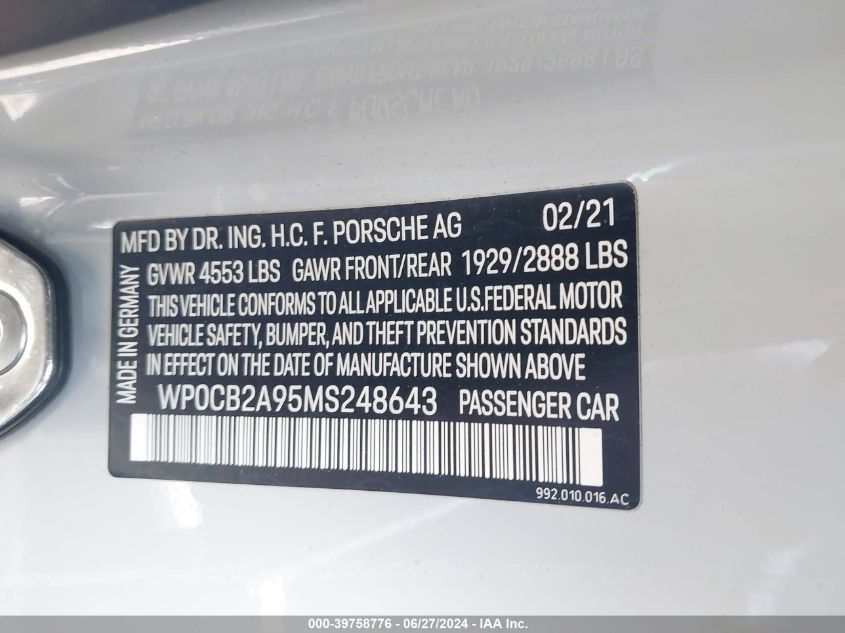 MFD BY DR. ING. H.C. F. PORSCHE AG 02/21
GVWR 4553 LBS GAWR FRONT/REAR 1929/2888 LBS
THIS VEHICLE CONFORMS TO ALL APPLICABLE U.S.FEDERAL MOTOR
VEHICLE SAFETY, BUMPER, AND THEFT PREVENTION STANDARDS
IN EFFECT ON THE DATE OF MANUFACTURE SHOWN ABOVE
MADE IN GERMANY
WP0CB2A95MS248643 PASSENGER CAR
992.010.016.AC
000-39758776 - 06/27/2024 - IAA Inc.